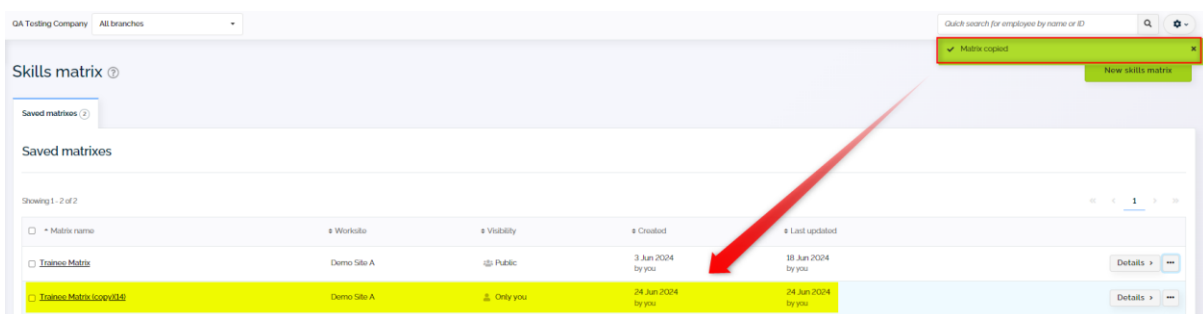 QA Testing Company All branches Quick search for employee by name or ID
Matrix copied
Skills matrix
New skills matrix
Saved matrixes 2
Saved matrixes
Showing 1 - 2 of 2 « ‹ 1 › »
Matrix name Worksite Visibility Created Last updated
Trainee Matrix Demo Site A Public 3 Jun 2024 18 Jun 2024 Details ›
by you by you
Trainee Matrix (copy)(14) Demo Site A Only you 24 Jun 2024 24 Jun 2024 Details ›
by you by you